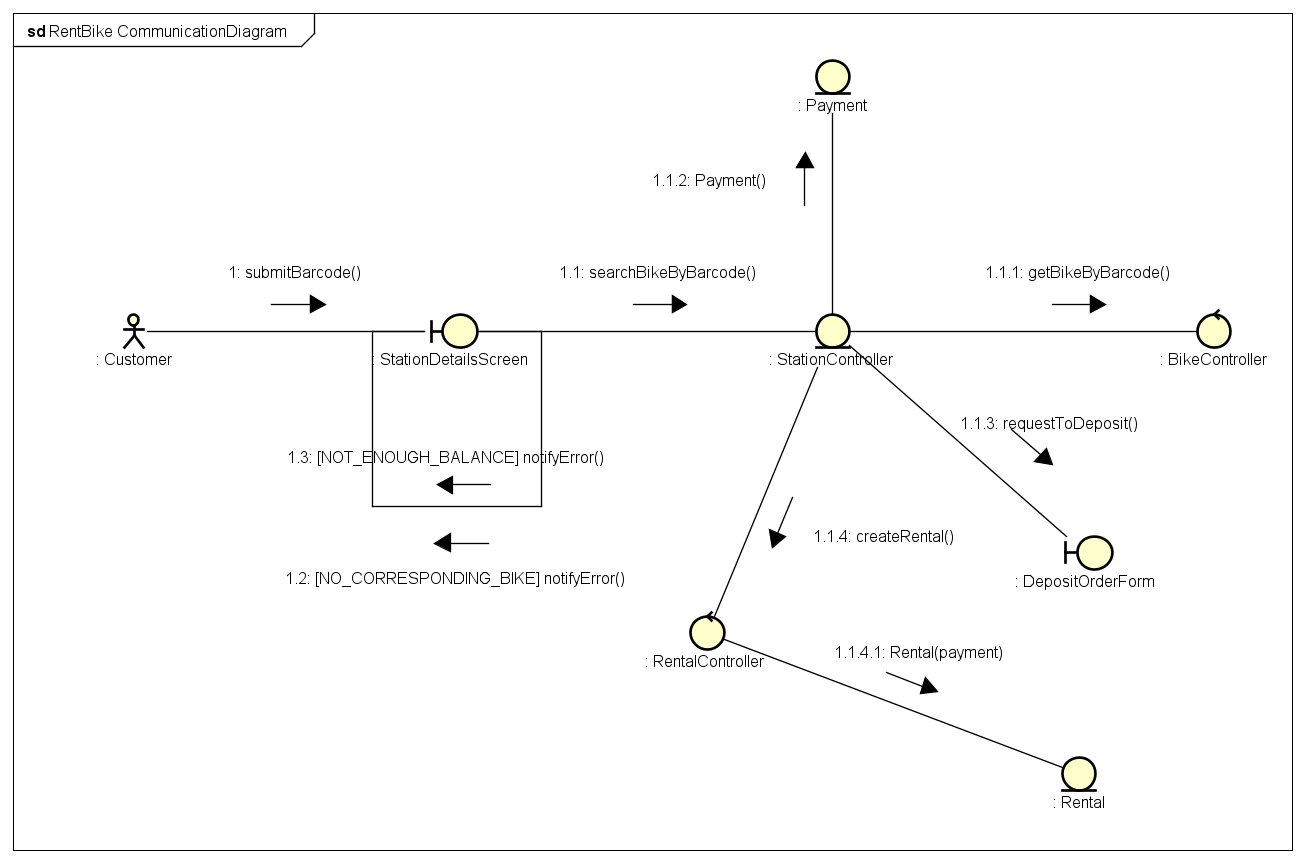 sd RentBike CommunicationDiagram
: Payment
1.1.2: Payment()
1: submitBarcode()
1.1: searchBikeByBarcode()
1.1.1: getBikeByBarcode()
: Customer
: StationDetailsScreen
: StationController
: BikeController
1.1.3: requestToDeposit()
1.3: [NOT_ENOUGH_BALANCE] notifyError()
1.1.4: createRental()
1.2: [NO_CORRESPONDING_BIKE] notifyError()
: DepositOrderForm
: RentalController
1.1.4.1: Rental(payment)
: Rental